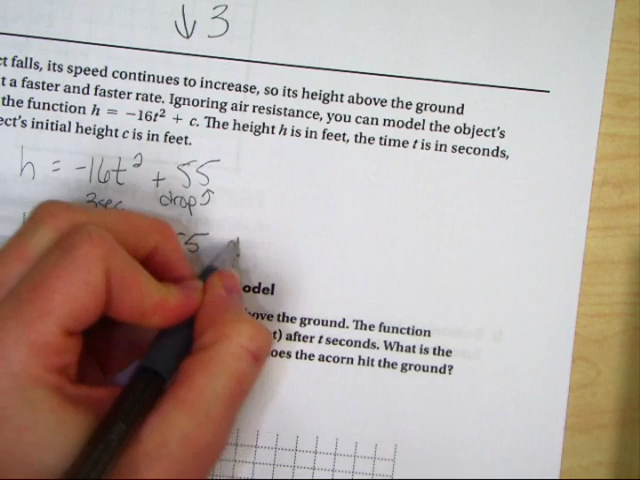 ↓3
ct falls, its speed continues to increase, so its height above the ground
t a faster and faster rate. Ignoring air resistance, you can model the object's
the function h = −16t² + c. The height h is in feet, the time t is in seconds,
ect's initial height c is in feet.
h = -16t² + 55
3sec drop↑
55
odel
ove the ground. The function
t) after t seconds. What is the
oes the acorn hit the ground?